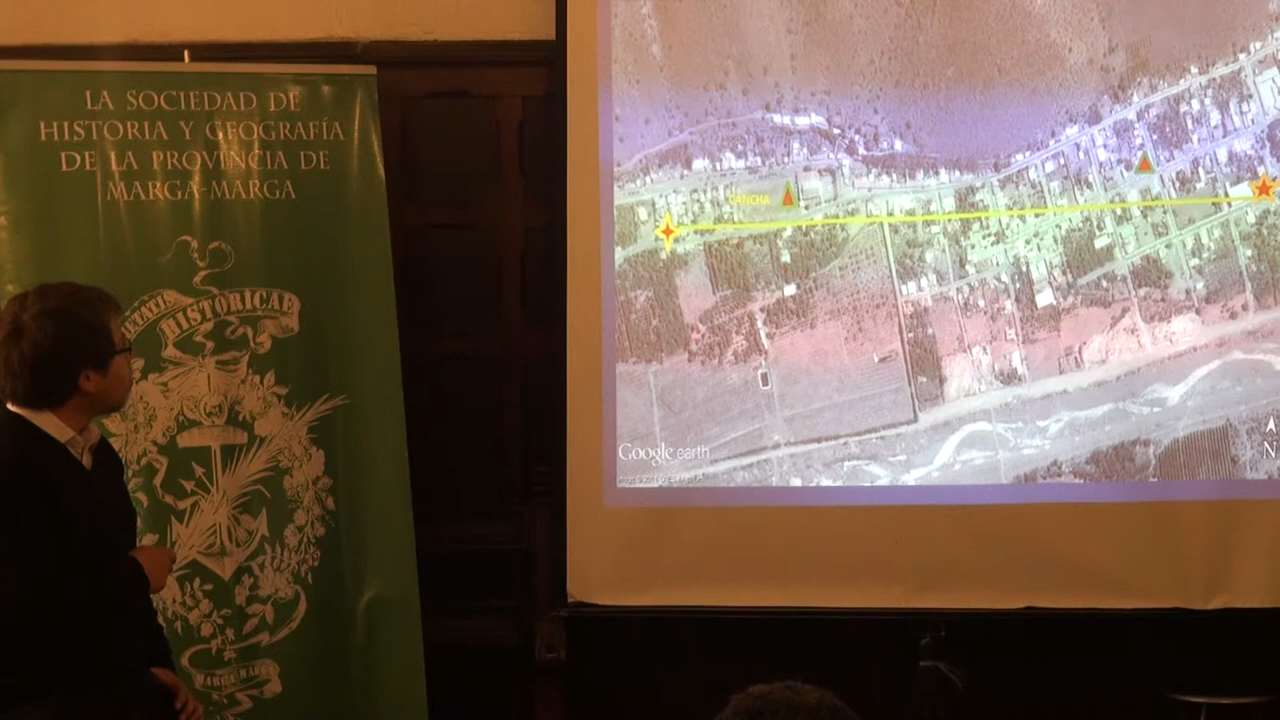 LA SOCIEDAD DE
HISTORIA Y GEOGRAFÍA
DE LA PROVINCIA DE
MARGA-MARGA
HISTORICAE
MARGA MARGA
CANCHA
Google earth
N